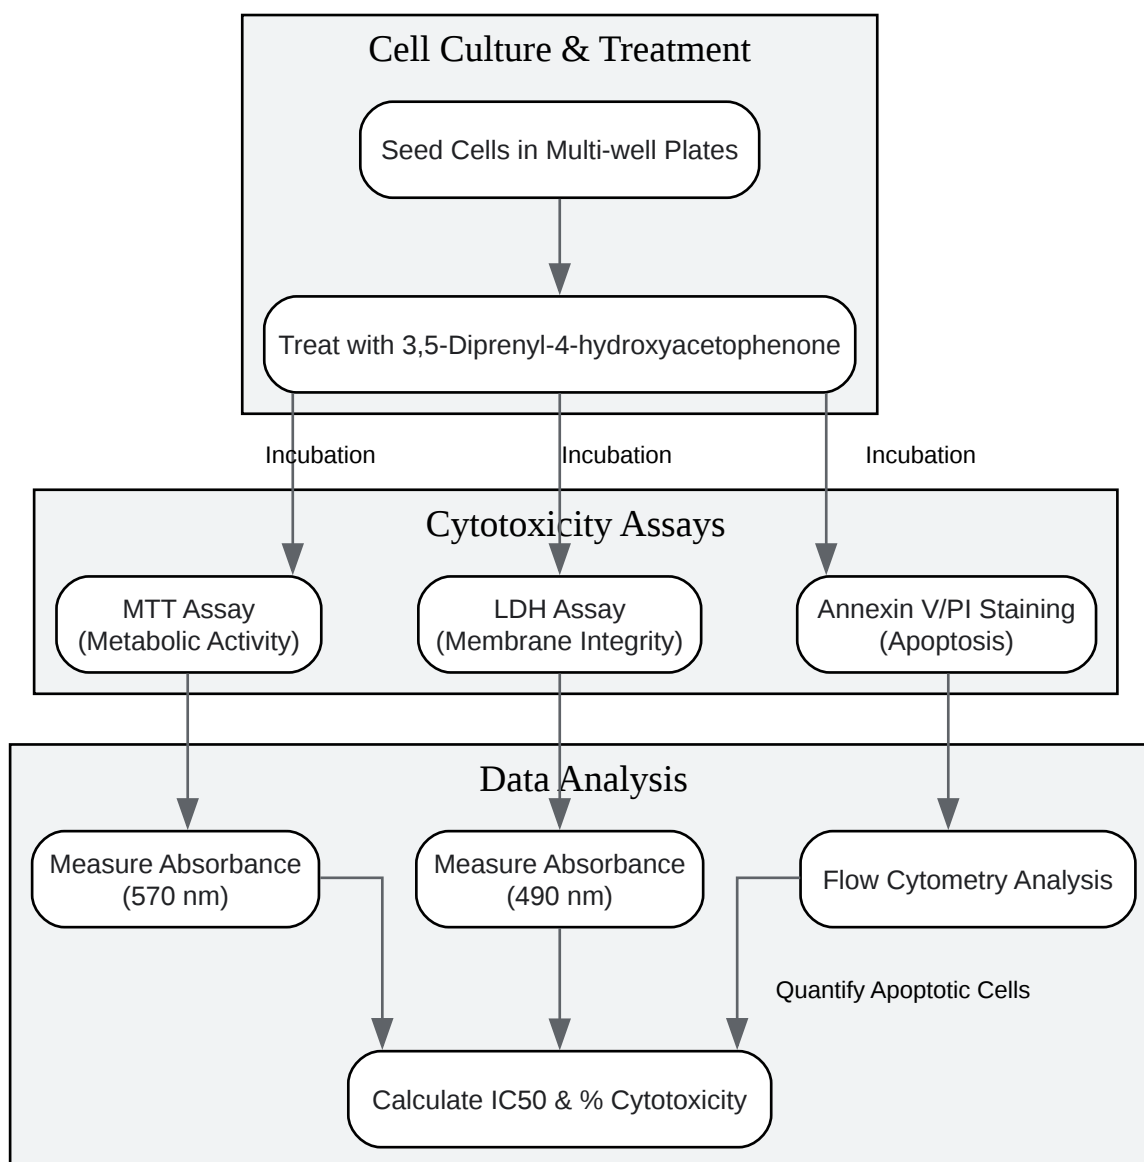 Cell Culture & Treatment
Seed Cells in Multi-well Plates
Treat with 3,5-Diprenyl-4-hydroxyacetophenone
Incubation
Incubation
Incubation
Cytotoxicity Assays
MTT Assay
(Metabolic Activity)
LDH Assay
(Membrane Integrity)
Annexin V/PI Staining
(Apoptosis)
Data Analysis
Measure Absorbance
(570 nm)
Measure Absorbance
(490 nm)
Flow Cytometry Analysis
Quantify Apoptotic Cells
Calculate IC50 & % Cytotoxicity